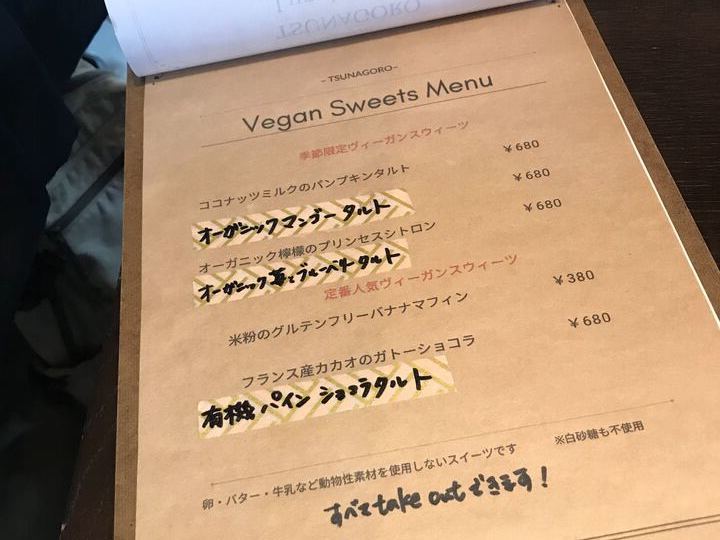 TSUNAGORO
- TSUNAGORO-
Vegan Sweets Menu
季節限定ヴィーガンスウィーツ
ココナッツミルクのパンプキンタルト ¥680
オーガニックマンゴータルト ¥680
オーガニック檸檬のプリンセスシトロン ¥680
オーガニック苺とブルーベリータルト
定番人気ヴィーガンスウィーツ
米粉のグルテンフリーバナナマフィン ¥380
フランス産カカオのガトーショコラ ¥680
有機パインショコラタルト
卵・バター・牛乳など動物性素材を使用しないスイーツです ※白砂糖も不使用
すべてtake outできます!